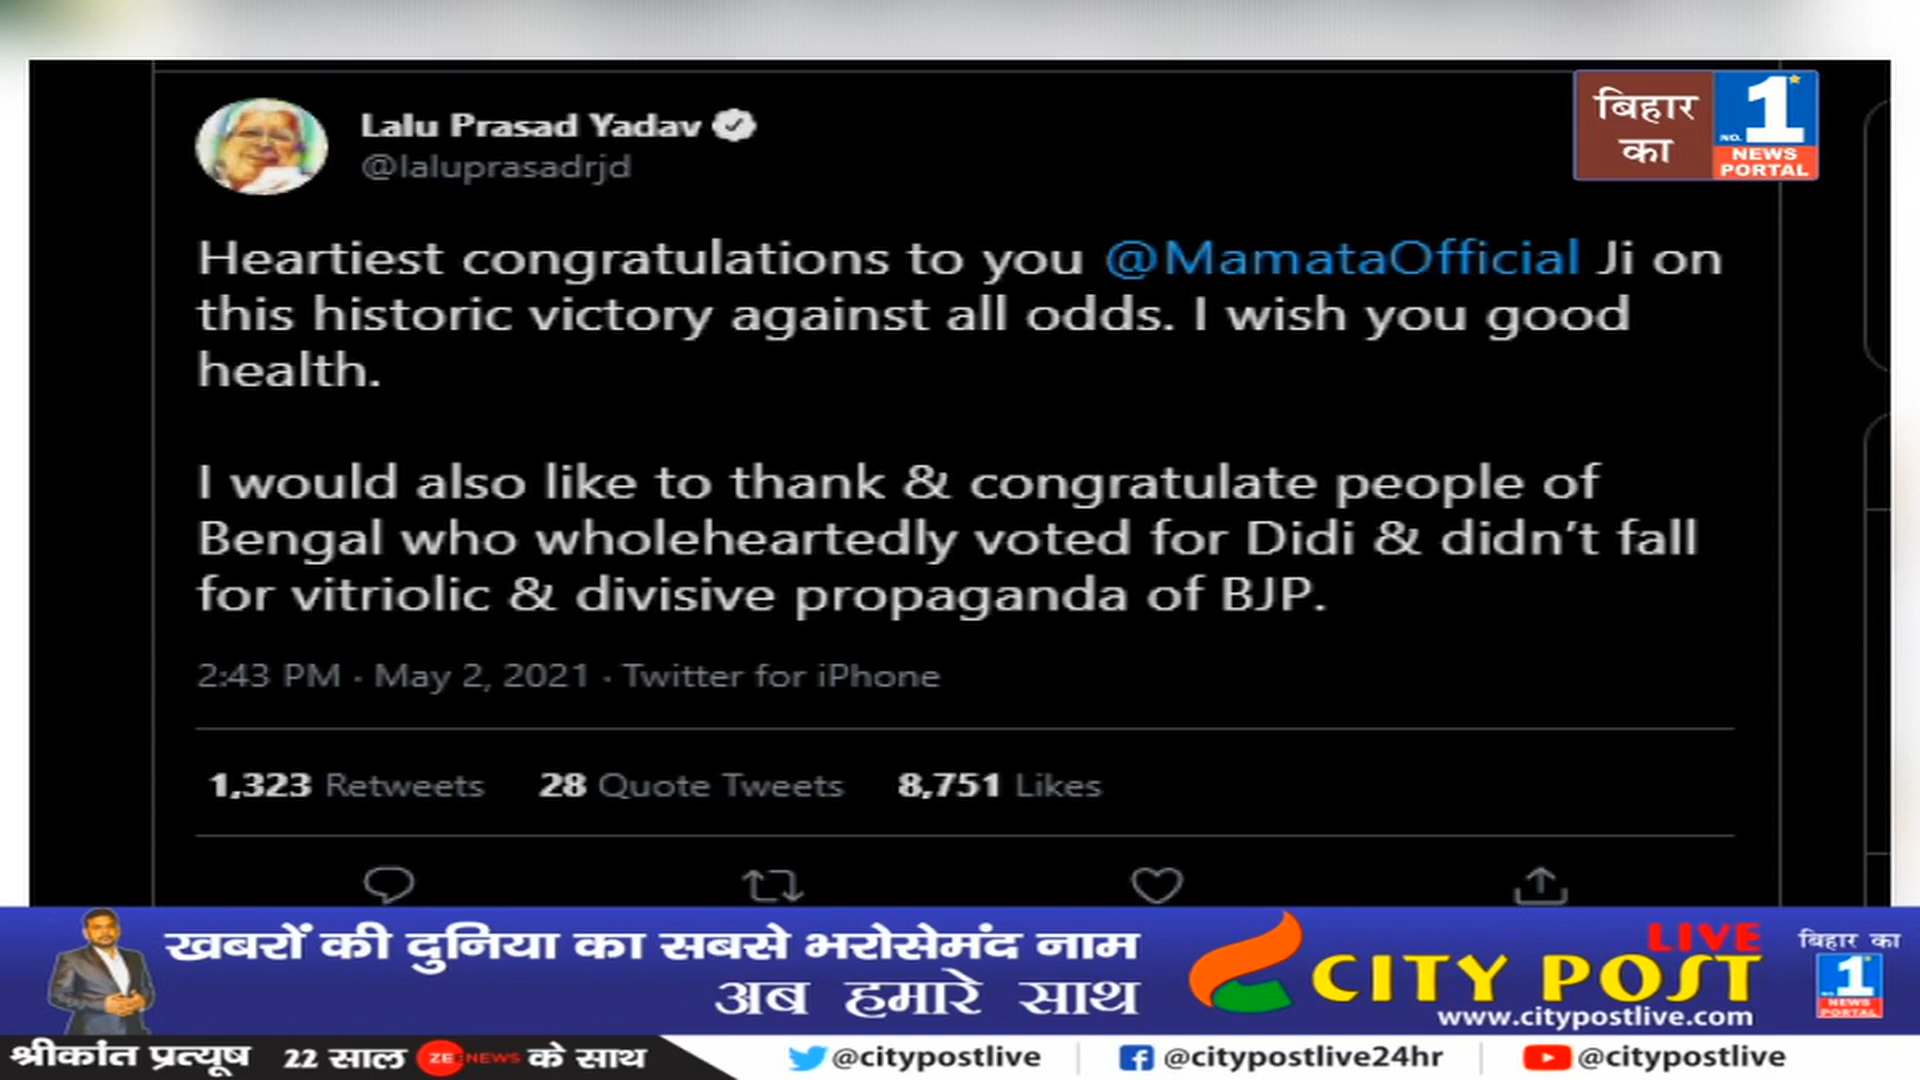 Lalu Prasad Yadav
@laluprasadrjd
बिहार
का
NO. 1
NEWS
PORTAL
Heartiest congratulations to you @MamataOfficial Ji on
this historic victory against all odds. I wish you good
health.
I would also like to thank & congratulate people of
Bengal who wholeheartedly voted for Didi & didn’t fall
for vitriolic & divisive propaganda of BJP.
2:43 PM · May 2, 2021 · Twitter for iPhone
1,323 Retweets 28 Quote Tweets 8,751 Likes
खबरों की दुनिया का सबसे भरोसेमंद नाम
अब हमारे साथ
LIVE
CITY POST
www.citypostlive.com
बिहार का
NO. 1
NEWS
PORTAL
श्रीकांत प्रत्यूष 22 साल ZEE NEWS के साथ
@citypostlive @citypostlive24hr @citypostlive